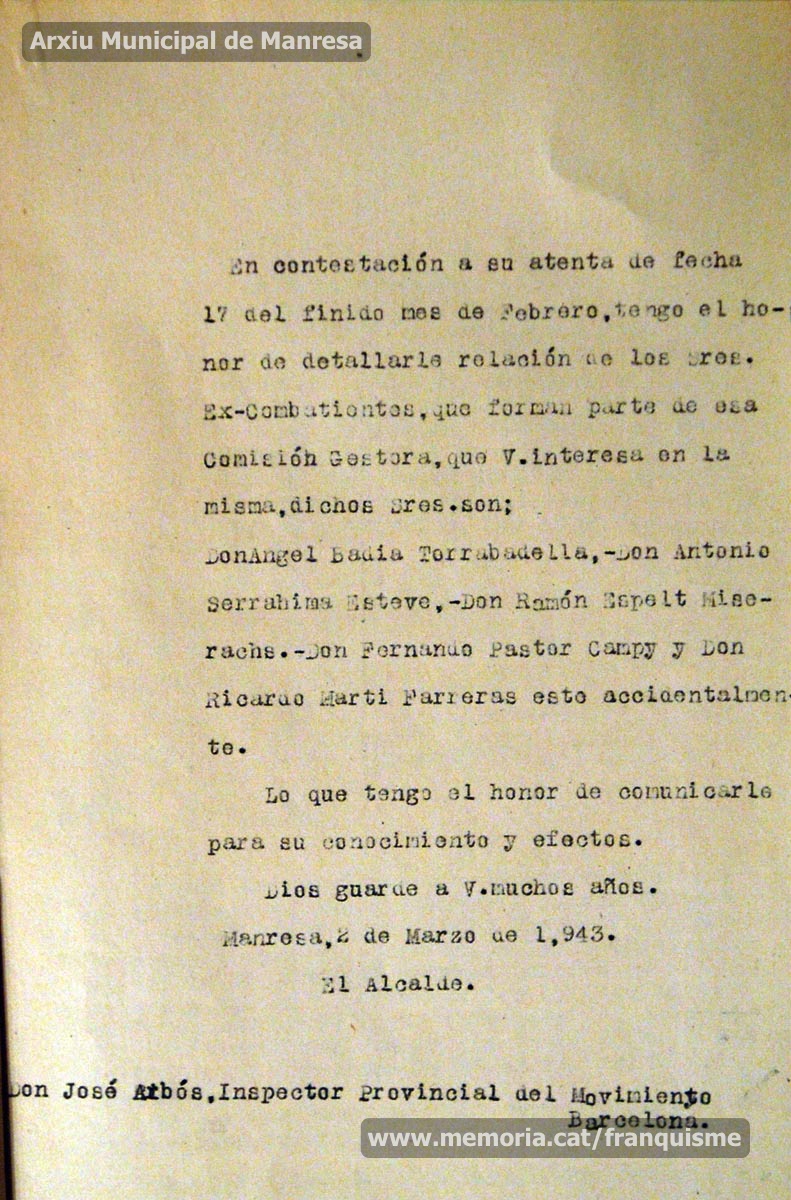 Arxiu Municipal de Manresa
En contestación a su atenta de fecha
17 del finido mes de Febrero,tengo el ho-
nor de detallarle relación de los Sres.
Ex-Combatientes,que forman parte de esa
Comisión Gestora,que V.interesa en la
misma,dichos Sres.son;
DonAngel Badia Torrabadella,-Don Antonio
Serrahima Esteve,-Don Ramón Espelt Mise-
rachs.-Don Fernando Pastor Campy y Don
Ricardo Marti Farreras este accidentalmen-
te.
Lo que tengo el honor de comunicarle
para su conocimiento y efectos.
Dios guarde a V.muchos años.
Manresa,2 de Marzo de 1,943.
El Alcalde.
Don José Albós,Inspector Provincial del Movimiento
Barcelona.
www.memoria.cat/franquisme